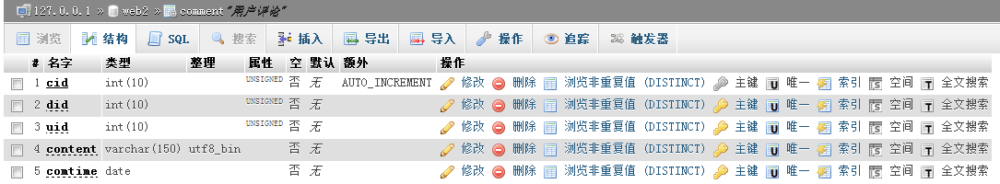 127.0.0.1 » web2 » comment "用户评论"
浏览 结构 SQL 搜索 插入 导出 导入 操作 追踪 触发器
# 名字 类型 整理 属性 空 默认 额外 操作
1 cid int(10) UNSIGNED 否 无 AUTO_INCREMENT 修改 删除 浏览非重复值 (DISTINCT) 主键 U 唯一 索引 S 空间 T 全文搜索
2 did int(10) UNSIGNED 否 无 修改 删除 浏览非重复值 (DISTINCT) 主键 U 唯一 索引 S 空间 T 全文搜索
3 uid int(10) UNSIGNED 否 无 修改 删除 浏览非重复值 (DISTINCT) 主键 U 唯一 索引 S 空间 T 全文搜索
4 content varchar(150) utf8_bin 否 无 修改 删除 浏览非重复值 (DISTINCT) 主键 U 唯一 索引 S 空间 T 全文搜索
5 comtime date 否 无 修改 删除 浏览非重复值 (DISTINCT) 主键 U 唯一 索引 S 空间 T 全文搜索